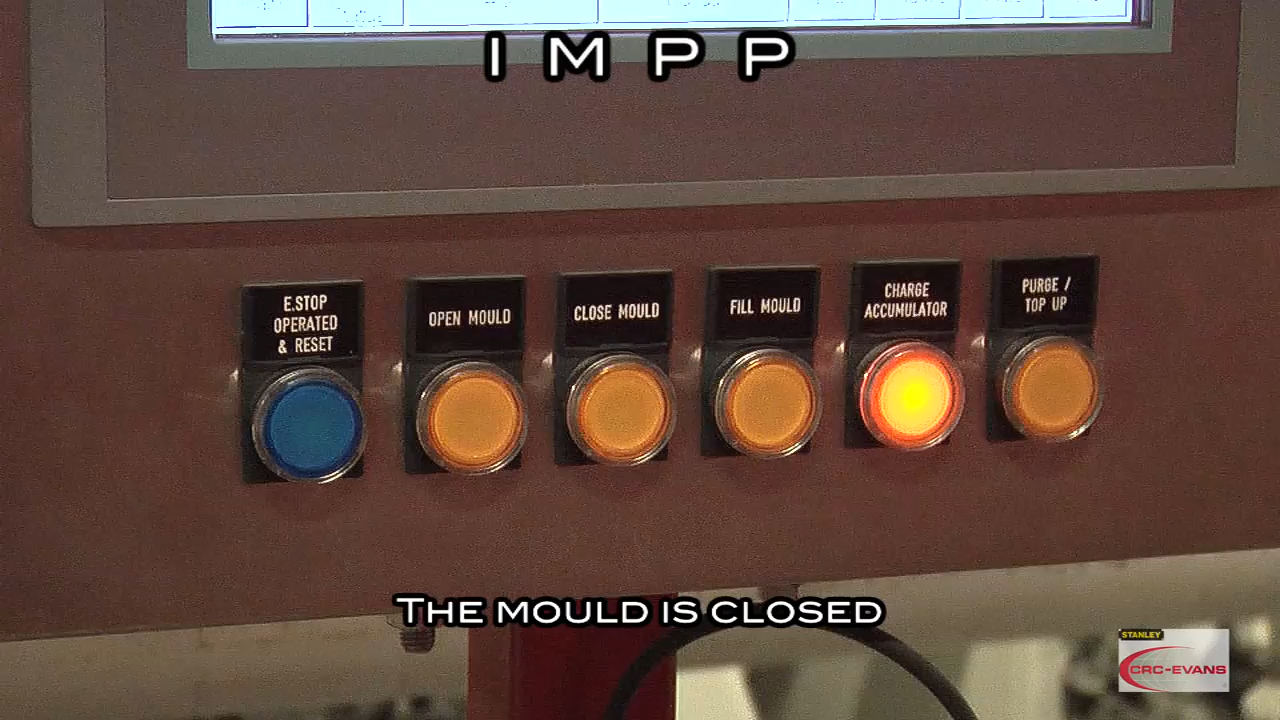 I M P P
E.STOP
OPERATED
& RESET
OPEN MOULD
CLOSE MOULD
FILL MOULD
CHARGE
ACCUMULATOR
PURGE /
TOP UP
THE MOULD IS CLOSED
STANLEY
CRC-EVANS